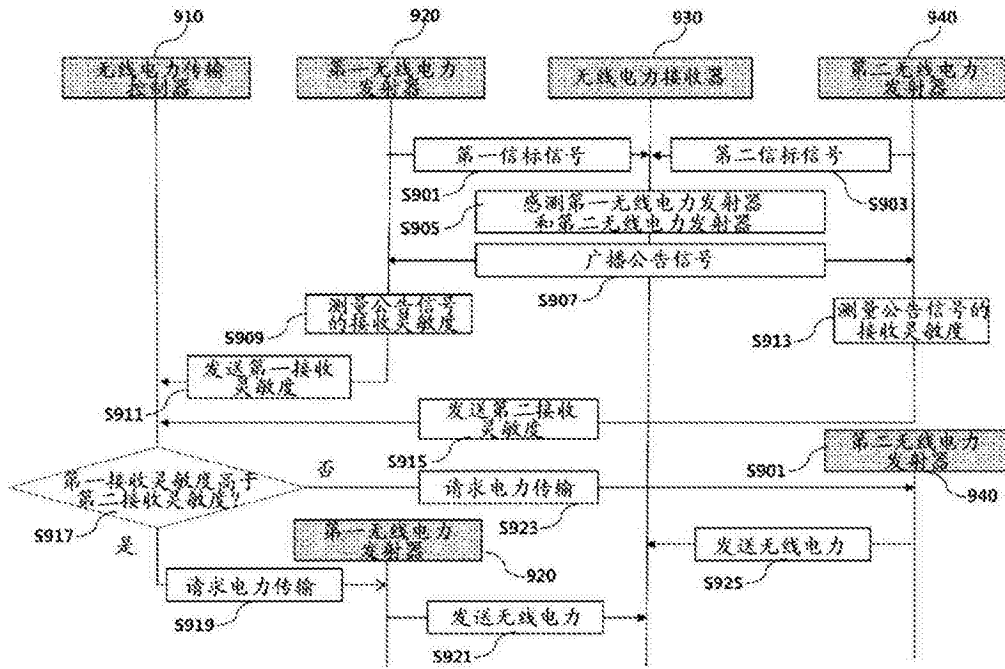 910
920
930
940
无线电力传输
控制器
第一无线电力
发射器
无线电力接收器
第二无线电力
发射器
第一信标信号
第二信标信号
S901
S903
感测第一无线电力发射器
和第二无线电力发射器
S905
广播公告信号
S907
测量公告信号
的接收灵敏度
S909
测量公告信号的
接收灵敏度
S913
发送第一接收
灵敏度
S911
发送第二接收
灵敏度
S915
第二无线电力
发射器
S901
940
第一接收灵敏度高于
第二接收灵敏度?
S917
否
请求电力传输
S923
是
第一无线电力
发射器
920
发送无线电力
S925
请求电力传输
S919
发送无线电力
S921